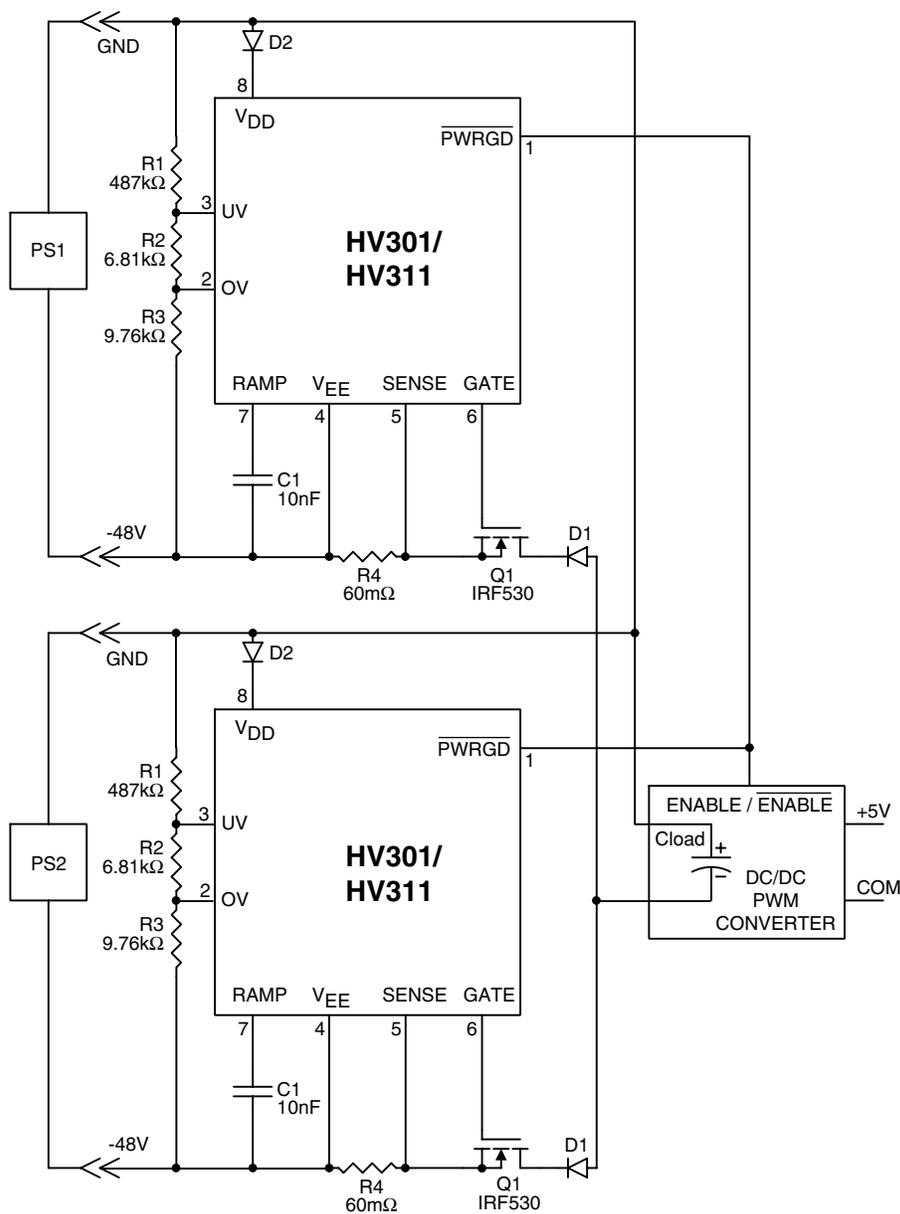 GND
D2
8
VDD
PWRGD
1
R1
487kΩ
3
UV
HV301/
HV311
PS1
R2
6.81kΩ
2
OV
R3
9.76kΩ
RAMP
VEE
SENSE
GATE
7
4
5
6
C1
10nF
-48V
D1
R4
60mΩ
Q1
IRF530
GND
D2
8
VDD
PWRGD
1
R1
487kΩ
3
UV
HV301/
HV311
PS2
R2
6.81kΩ
2
OV
R3
9.76kΩ
ENABLE / ENABLE
+5V
Cload
+
–
DC/DC
PWM
CONVERTER
COM
RAMP
VEE
SENSE
GATE
7
4
5
6
C1
10nF
-48V
D1
R4
60mΩ
Q1
IRF530